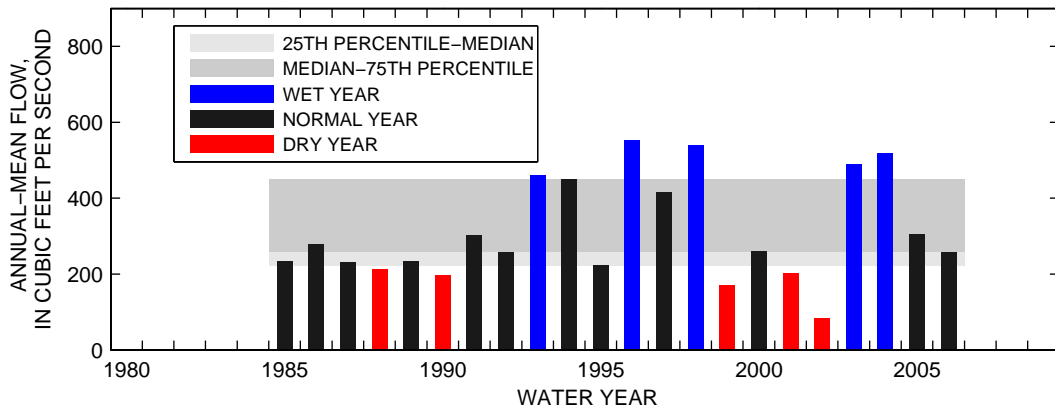 ANNUAL−MEAN FLOW,
IN CUBIC FEET PER SECOND
800
600
400
200
0
25TH PERCENTILE−MEDIAN
MEDIAN−75TH PERCENTILE
WET YEAR
NORMAL YEAR
DRY YEAR
1980 1985 1990 1995 2000 2005
WATER YEAR